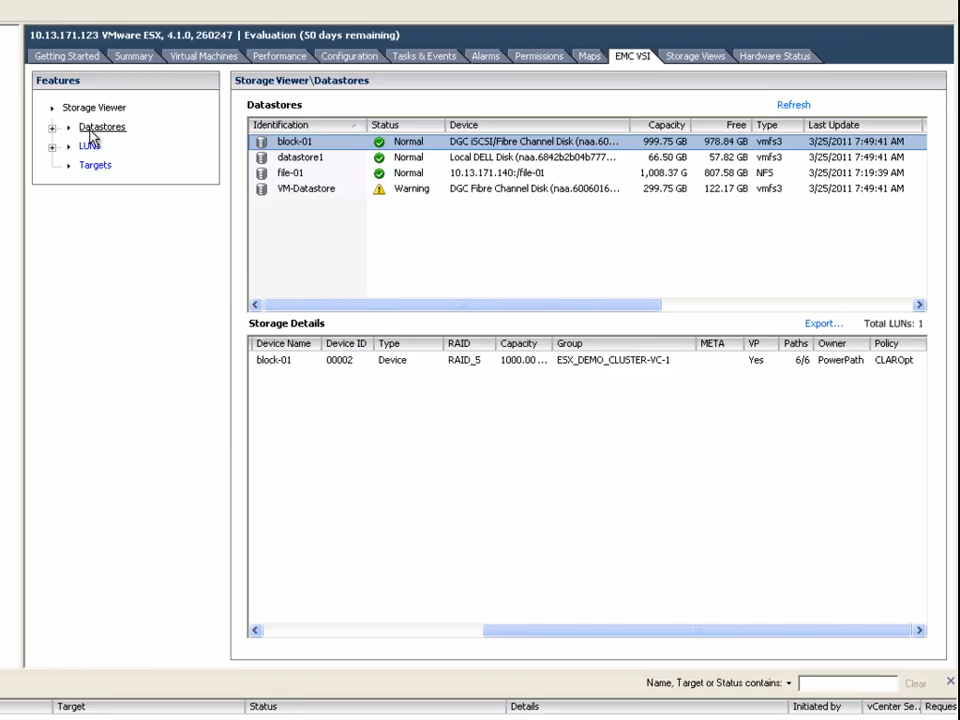 10.13.171.123 VMware ESX, 4.1.0, 260247 | Evaluation (50 days remaining)
Getting Started Summary Virtual Machines Performance Configuration Tasks & Events Alarms Permissions Maps EMC VSI Storage Views Hardware Status
Features
Storage Viewer
Datastores
LUNs
Targets
Storage Viewer\Datastores
Datastores Refresh
Identification Status Device Capacity Free Type Last Update
block-01 Normal DGC iSCSI/Fibre Channel Disk (naa.60... 999.75 GB 978.84 GB vmfs3 3/25/2011 7:49:41 AM
datastore1 Normal Local DELL Disk (naa.6842b2b04b777... 66.50 GB 57.82 GB vmfs3 3/25/2011 7:49:41 AM
file-01 Normal 10.13.171.140:/file-01 1,008.37 G 807.58 GB NFS 3/25/2011 7:19:39 AM
VM-Datastore Warning DGC Fibre Channel Disk (naa.6006016... 299.75 GB 122.17 GB vmfs3 3/25/2011 7:49:41 AM
Storage Details Export... Total LUNs: 1
Device Name Device ID Type RAID Capacity Group META VP Paths Owner Policy
block-01 00002 Device RAID_5 1000.00 ... ESX_DEMO_CLUSTER-VC-1 Yes 6/6 PowerPath CLAROpt
Name, Target or Status contains: Clear
Target Status Details Initiated by vCenter Se.. Reques